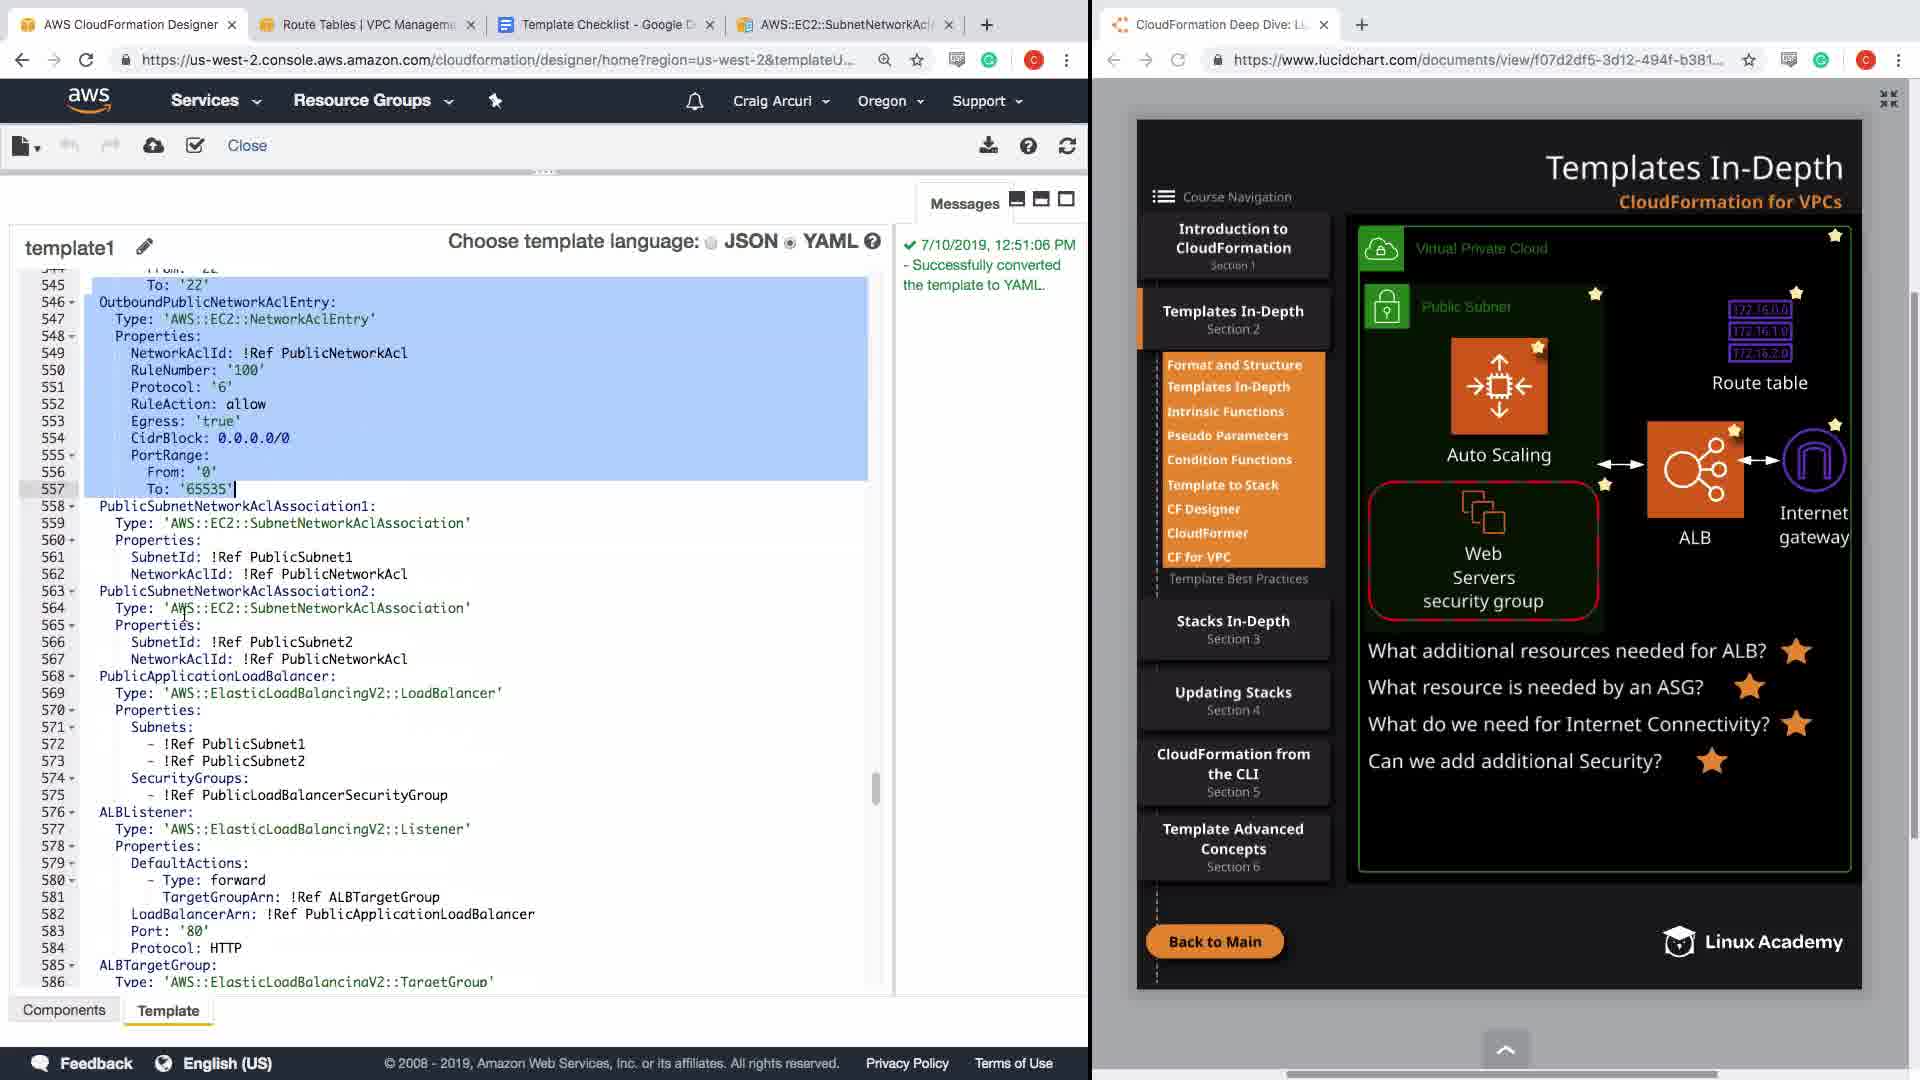 AWS CloudFormation Designer
Route Tables | VPC Manageme
Template Checklist - Google D
AWS::EC2::SubnetNetworkAcl
https://us-west-2.console.aws.amazon.com/cloudformation/designer/home?region=us-west-2&templateU...
C
aws
Services
Resource Groups
Craig Arcuri
Oregon
Support
Close
Messages
template1
Choose template language: JSON YAML
7/10/2019, 12:51:06 PM
- Successfully converted
the template to YAML.
544 From: '22'
545 To: '22'
546 OutboundPublicNetworkAclEntry:
547 Type: 'AWS::EC2::NetworkAclEntry'
548 Properties:
549 NetworkAclId: !Ref PublicNetworkAcl
550 RuleNumber: '100'
551 Protocol: '6'
552 RuleAction: allow
553 Egress: 'true'
554 CidrBlock: 0.0.0.0/0
555 PortRange:
556 From: '0'
557 To: '65535'
558 PublicSubnetNetworkAclAssociation1:
559 Type: 'AWS::EC2::SubnetNetworkAclAssociation'
560 Properties:
561 SubnetId: !Ref PublicSubnet1
562 NetworkAclId: !Ref PublicNetworkAcl
563 PublicSubnetNetworkAclAssociation2:
564 Type: 'AWS::EC2::SubnetNetworkAclAssociation'
565 Properties:
566 SubnetId: !Ref PublicSubnet2
567 NetworkAclId: !Ref PublicNetworkAcl
568 PublicApplicationLoadBalancer:
569 Type: 'AWS::ElasticLoadBalancingV2::LoadBalancer'
570 Properties:
571 Subnets:
572 - !Ref PublicSubnet1
573 - !Ref PublicSubnet2
574 SecurityGroups:
575 - !Ref PublicLoadBalancerSecurityGroup
576 ALBListener:
577 Type: 'AWS::ElasticLoadBalancingV2::Listener'
578 Properties:
579 DefaultActions:
580 - Type: forward
581 TargetGroupArn: !Ref ALBTargetGroup
582 LoadBalancerArn: !Ref PublicApplicationLoadBalancer
583 Port: '80'
584 Protocol: HTTP
585 ALBTargetGroup:
586 Type: 'AWS::ElasticLoadBalancingV2::TargetGroup'
Components
Template
Feedback
English (US)
© 2008 - 2019, Amazon Web Services, Inc. or its affiliates. All rights reserved.
Privacy Policy
Terms of Use
CloudFormation Deep Dive: Li
https://www.lucidchart.com/documents/view/f07d2df5-3d12-494f-b381...
C
Templates In-Depth
CloudFormation for VPCs
Course Navigation
Introduction to
CloudFormation
Section 1
Templates In-Depth
Section 2
Format and Structure
Templates In-Depth
Intrinsic Functions
Pseudo Parameters
Condition Functions
Template to Stack
CF Designer
CloudFormer
CF for VPC
Template Best Practices
Stacks In-Depth
Section 3
Updating Stacks
Section 4
CloudFormation from
the CLI
Section 5
Template Advanced
Concepts
Section 6
Back to Main
Virtual Private Cloud
Public Subnet
Auto Scaling
Web
Servers
security group
172.16.0.0
172.16.1.0
172.16.2.0
Route table
ALB
Internet
gateway
What additional resources needed for ALB?
What resource is needed by an ASG?
What do we need for Internet Connectivity?
Can we add additional Security?
Linux Academy